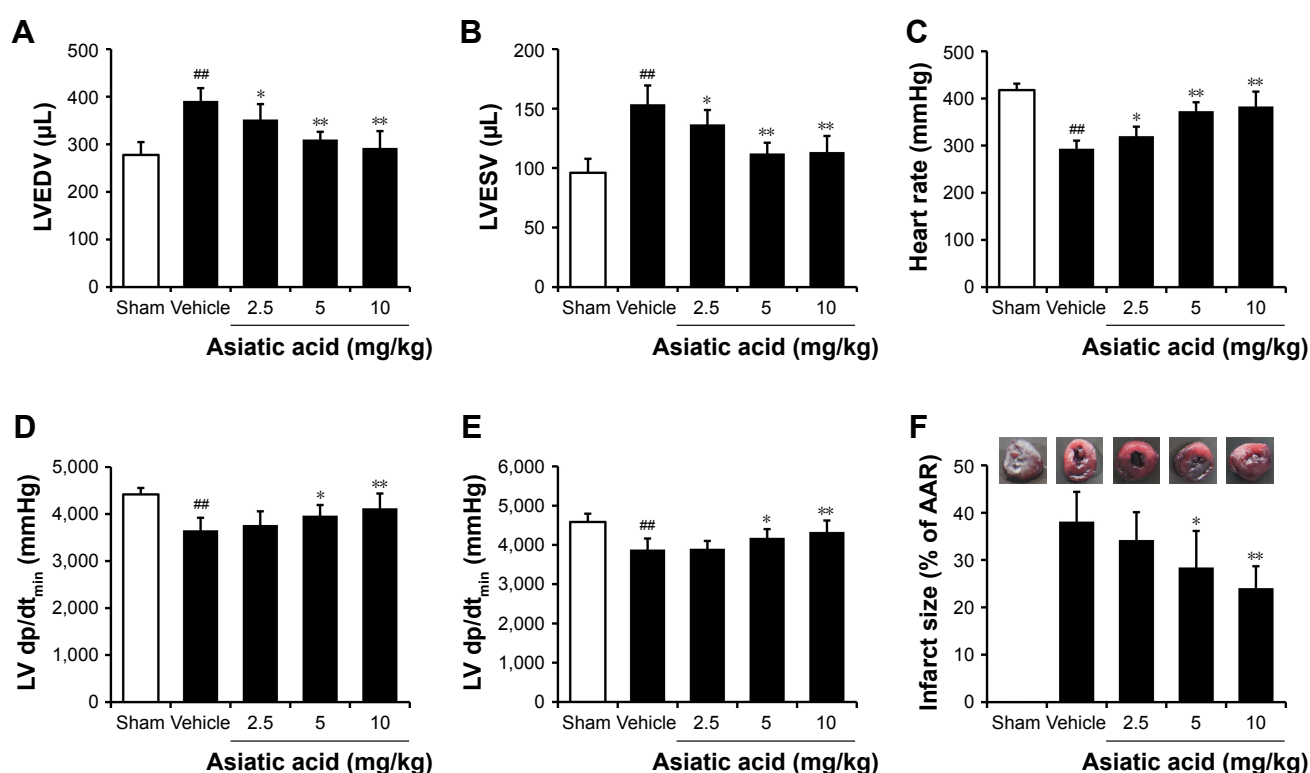 A
LVEDV (µL)
500
400
300
200
100
0
##
*
**
**
Sham Vehicle 2.5 5 10
Asiatic acid (mg/kg)
B
LVESV (µL)
200
150
100
50
0
##
*
**
**
Sham Vehicle 2.5 5 10
Asiatic acid (mg/kg)
C
Heart rate (mmHg)
500
400
300
200
100
0
##
*
**
**
Sham Vehicle 2.5 5 10
Asiatic acid (mg/kg)
D
LV dp/dtmin (mmHg)
5,000
4,000
3,000
2,000
1,000
0
##
*
**
Sham Vehicle 2.5 5 10
Asiatic acid (mg/kg)
E
LV dp/dtmin (mmHg)
6,000
5,000
4,000
3,000
2,000
1,000
0
##
*
**
Sham Vehicle 2.5 5 10
Asiatic acid (mg/kg)
F
Infarct size (% of AAR)
50
40
30
20
10
0
*
**
Sham Vehicle 2.5 5 10
Asiatic acid (mg/kg)